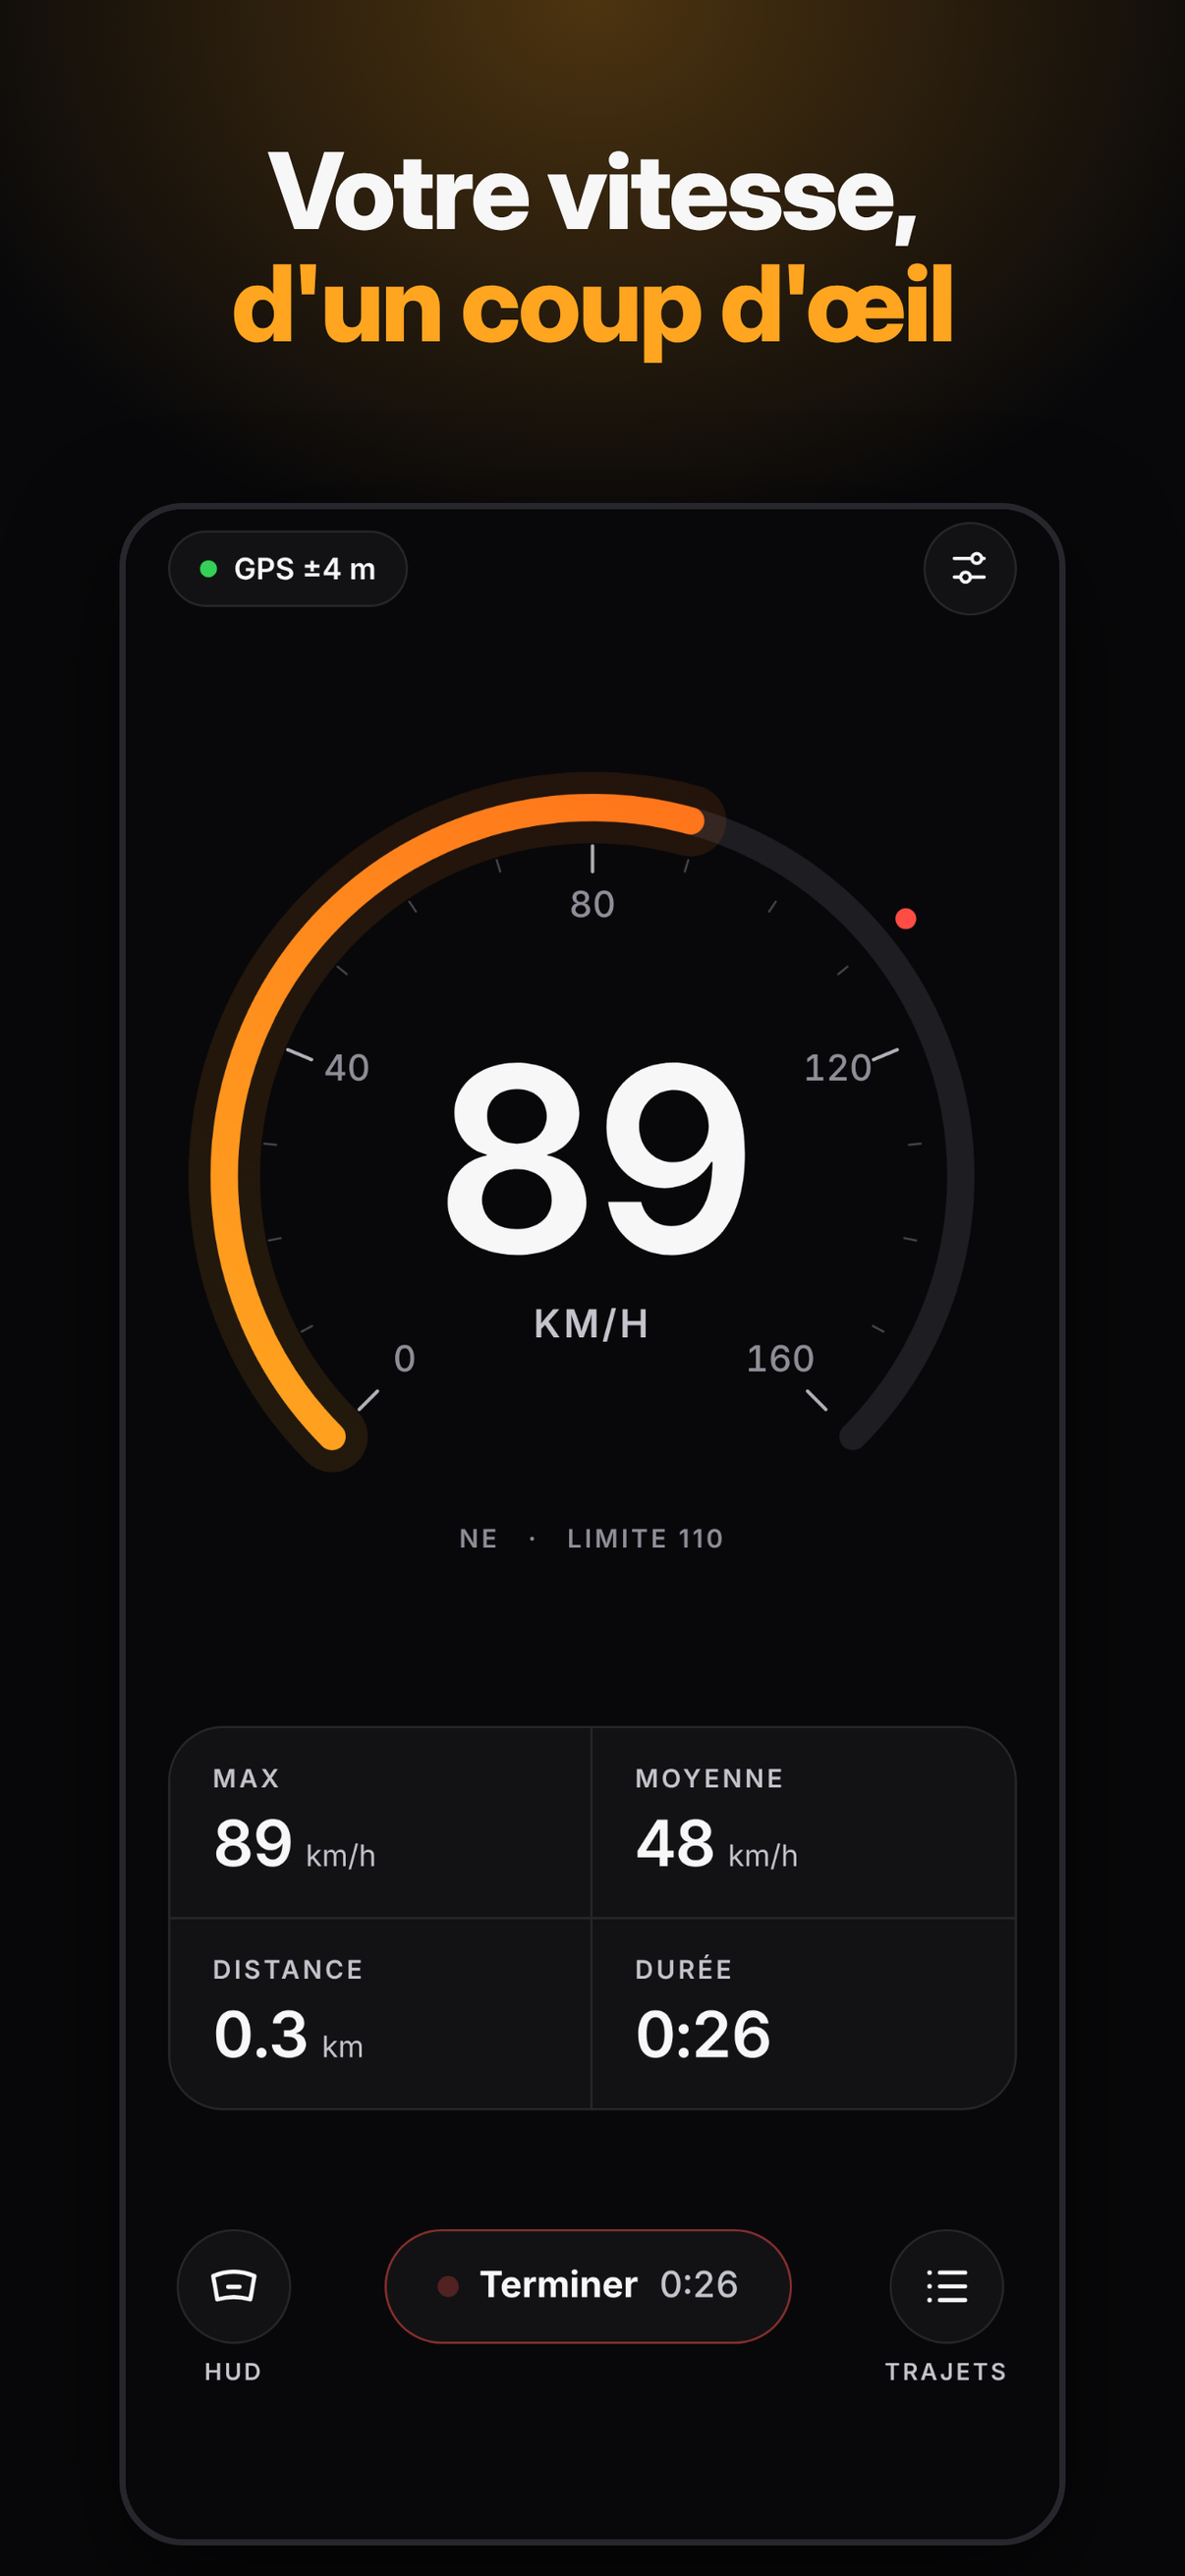 Votre vitesse,
d'un coup d'œil
GPS ±4 m
80
40
120
89
KM/H
0
160
NE · LIMITE 110
MAX
89 km/h
MOYENNE
48 km/h
DISTANCE
0.3 km
DURÉE
0:26
Terminer 0:26
HUD
TRAJETS